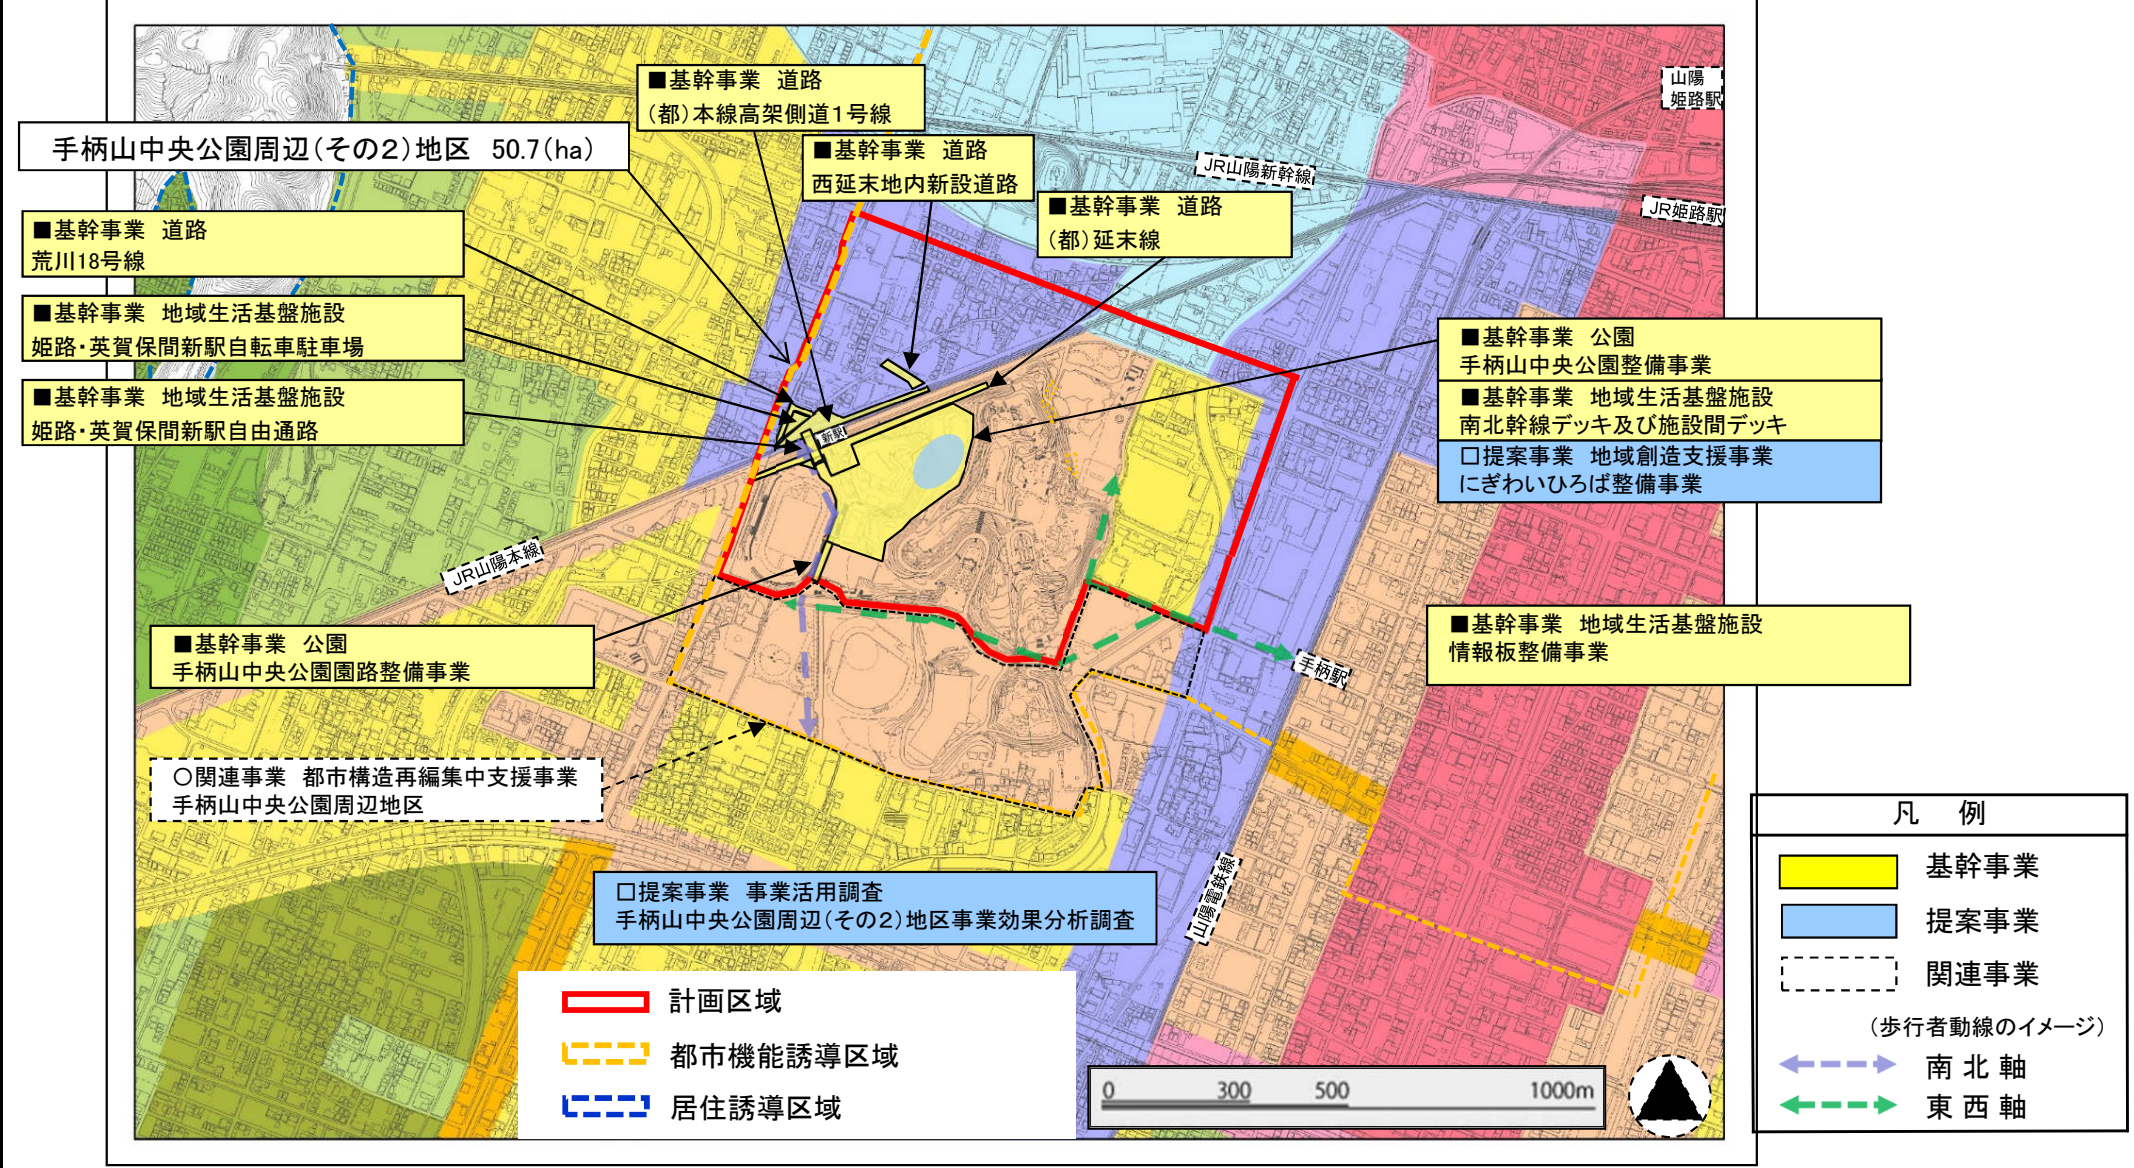 ■基幹事業 道路
(都)本線高架側道1号線
手柄山中央公園周辺(その2)地区 50.7(ha)
■基幹事業 道路
西延末地内新設道路
■基幹事業 道路
(都)延末線
■基幹事業 道路
荒川18号線
■基幹事業 地域生活基盤施設
姫路・英賀保間新駅自転車駐車場
■基幹事業 地域生活基盤施設
姫路・英賀保間新駅自由通路
山陽
姫路駅
JR山陽新幹線
JR姫路駅
新駅
■基幹事業 公園
手柄山中央公園整備事業
■基幹事業 地域生活基盤施設
南北幹線デッキ及び施設間デッキ
□提案事業 地域創造支援事業
にぎわいひろば整備事業
JR山陽本線
■基幹事業 公園
手柄山中央公園園路整備事業
■基幹事業 地域生活基盤施設
情報板整備事業
手柄駅
○関連事業 都市構造再編集中支援事業
手柄山中央公園周辺地区
山陽電鉄線
□提案事業 事業活用調査
手柄山中央公園周辺(その2)地区事業効果分析調査
計画区域
都市機能誘導区域
居住誘導区域
0 300 500 1000m
凡 例
基幹事業
提案事業
関連事業
(歩行者動線のイメージ)
南北軸
東西軸